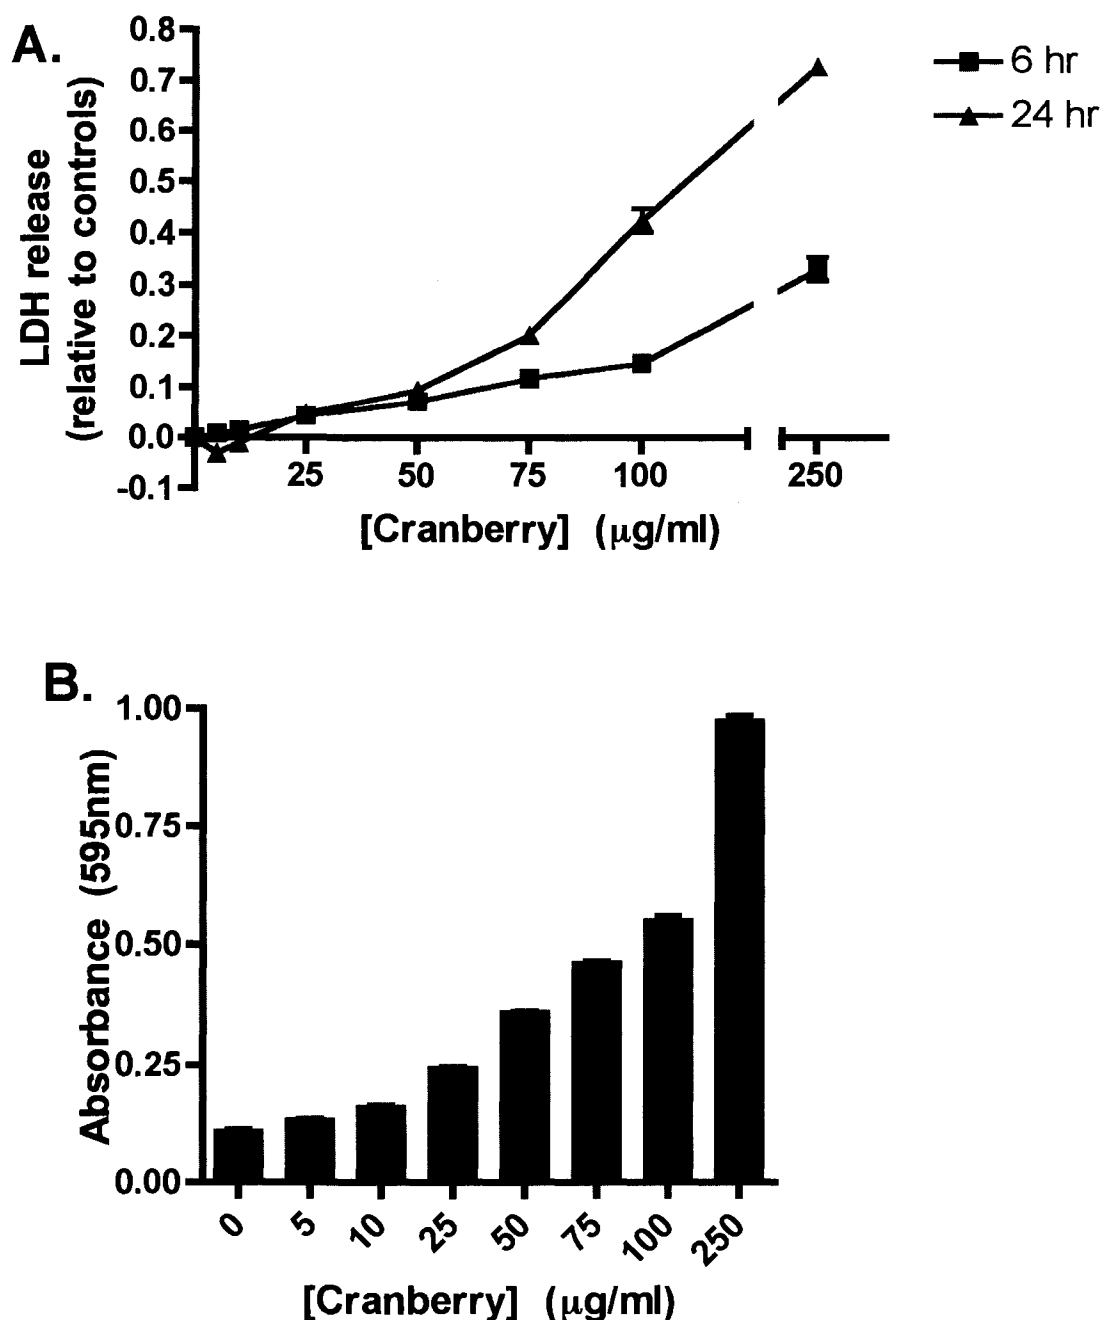 A.
LDH release
(relative to controls)
0.8
0.7
0.6
0.5
0.4
0.3
0.2
0.1
0.0
-0.1
25 50 75 100 250
[Cranberry] (μg/ml)
6 hr
24 hr
B.
Absorbance (595nm)
1.00
0.75
0.50
0.25
0.00
0 5 10 25 50 75 100 250
[Cranberry] (μg/ml)